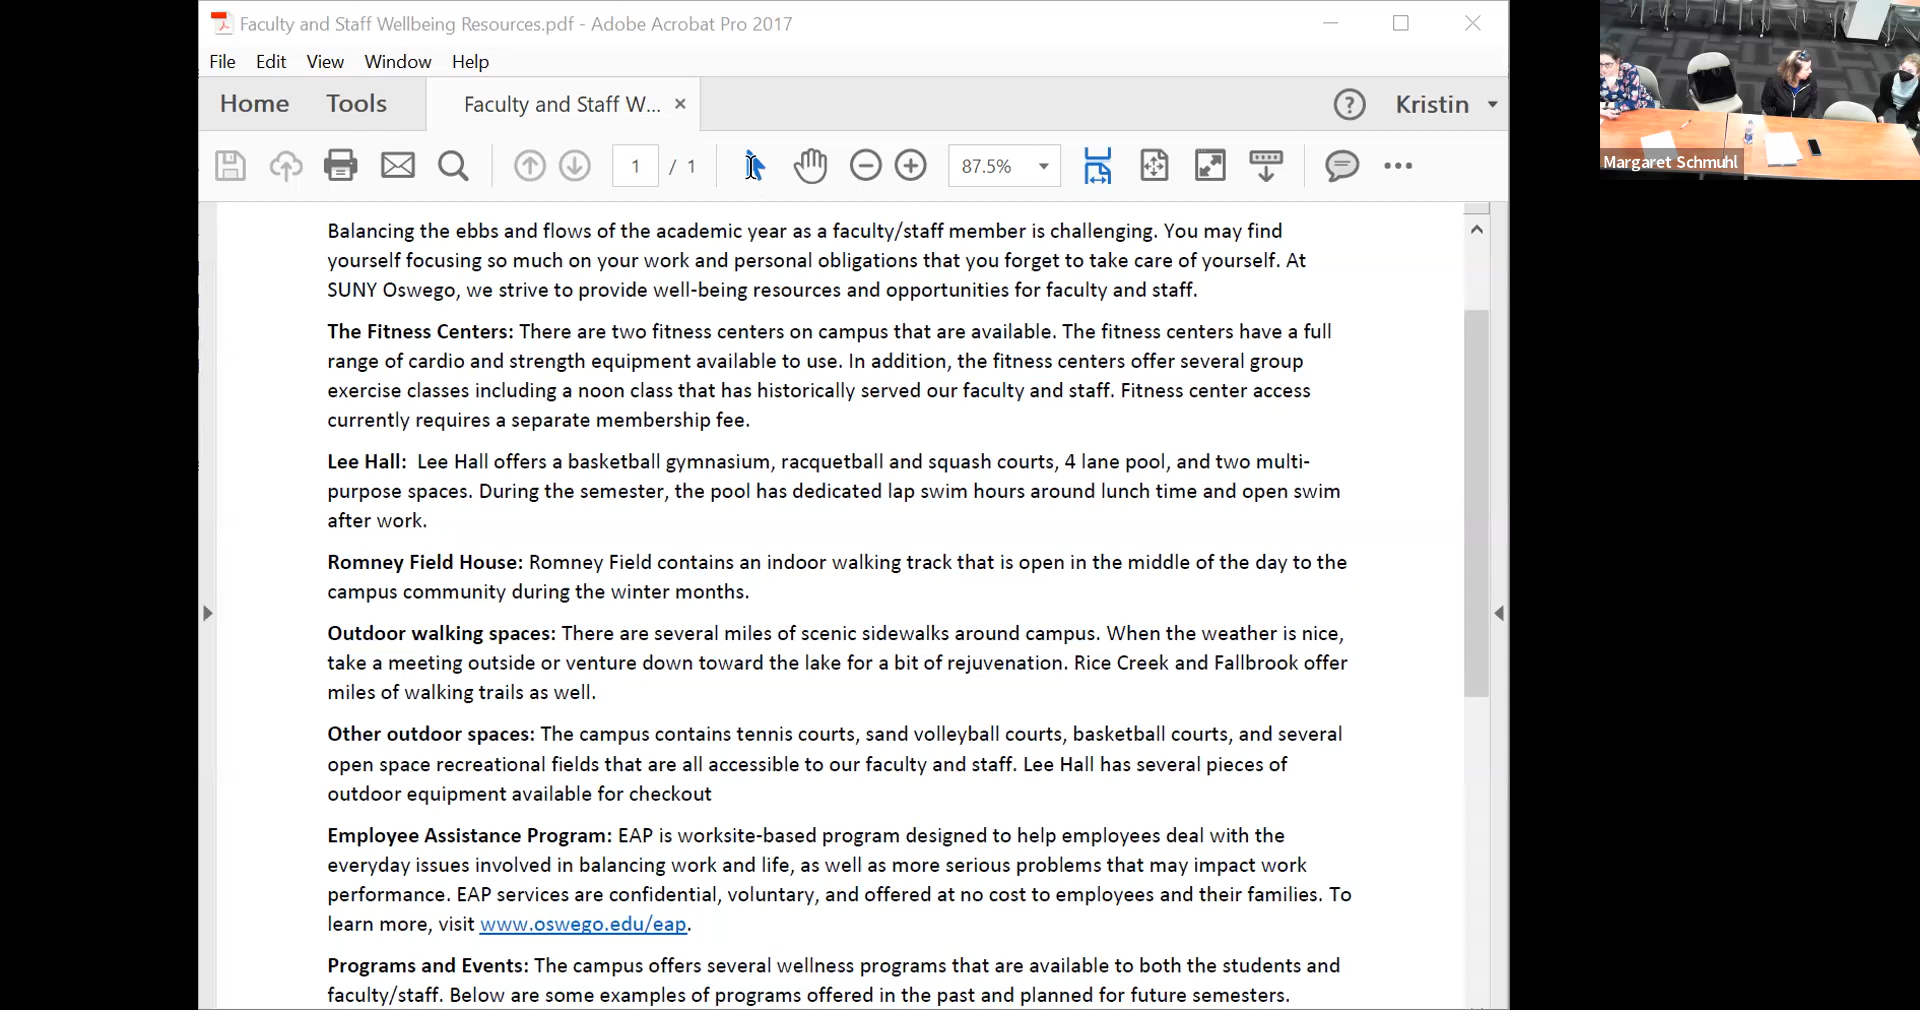 Faculty and Staff Wellbeing Resources.pdf - Adobe Acrobat Pro 2017
File Edit View Window Help
Home Tools Faculty and Staff W... × ? Kristin
1 / 1 87.5%
Margaret Schmuhl
Balancing the ebbs and flows of the academic year as a faculty/staff member is challenging. You may find
yourself focusing so much on your work and personal obligations that you forget to take care of yourself. At
SUNY Oswego, we strive to provide well-being resources and opportunities for faculty and staff.
The Fitness Centers: There are two fitness centers on campus that are available. The fitness centers have a full
range of cardio and strength equipment available to use. In addition, the fitness centers offer several group
exercise classes including a noon class that has historically served our faculty and staff. Fitness center access
currently requires a separate membership fee.
Lee Hall:  Lee Hall offers a basketball gymnasium, racquetball and squash courts, 4 lane pool, and two multi-
purpose spaces. During the semester, the pool has dedicated lap swim hours around lunch time and open swim
after work.
Romney Field House: Romney Field contains an indoor walking track that is open in the middle of the day to the
campus community during the winter months.
Outdoor walking spaces: There are several miles of scenic sidewalks around campus. When the weather is nice,
take a meeting outside or venture down toward the lake for a bit of rejuvenation. Rice Creek and Fallbrook offer
miles of walking trails as well.
Other outdoor spaces: The campus contains tennis courts, sand volleyball courts, basketball courts, and several
open space recreational fields that are all accessible to our faculty and staff. Lee Hall has several pieces of
outdoor equipment available for checkout
Employee Assistance Program: EAP is worksite-based program designed to help employees deal with the
everyday issues involved in balancing work and life, as well as more serious problems that may impact work
performance. EAP services are confidential, voluntary, and offered at no cost to employees and their families. To
learn more, visit www.oswego.edu/eap.
Programs and Events: The campus offers several wellness programs that are available to both the students and
faculty/staff. Below are some examples of programs offered in the past and planned for future semesters.